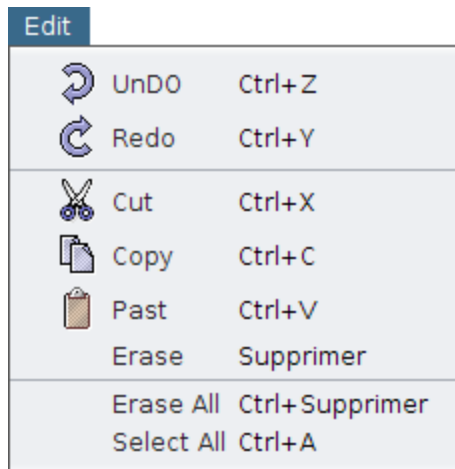 Edit
UnDO Ctrl+Z
Redo Ctrl+Y
Cut Ctrl+X
Copy Ctrl+C
Past Ctrl+V
Erase Supprimer
Erase All Ctrl+Supprimer
Select All Ctrl+A